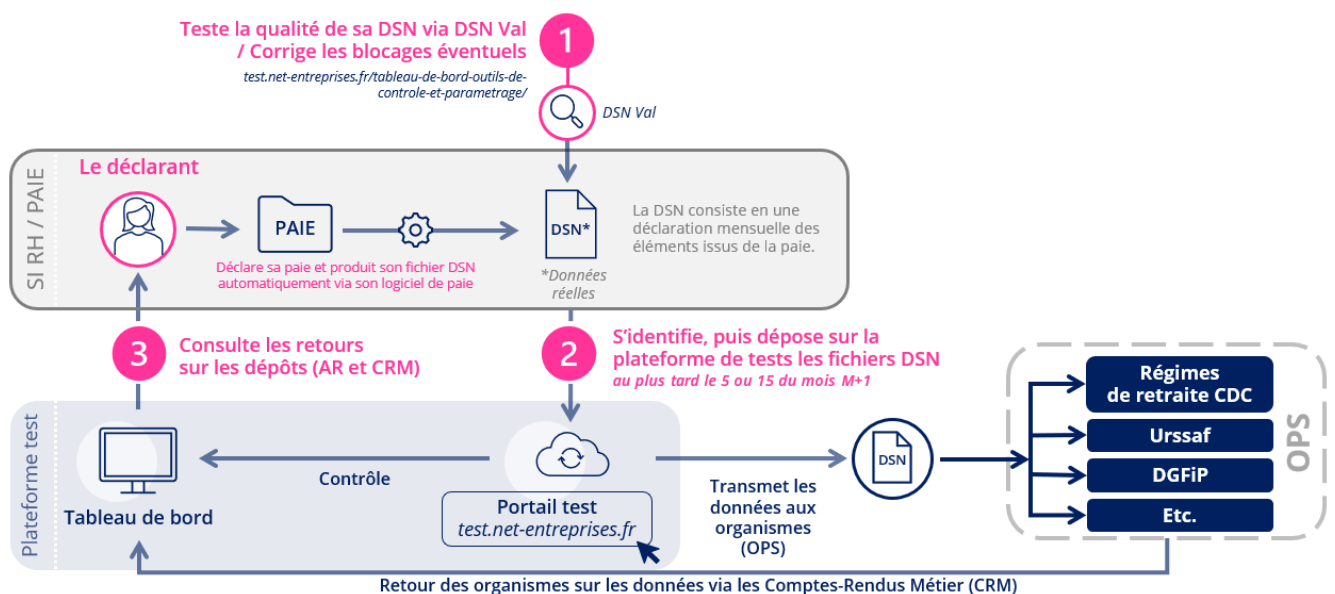 Teste la qualité de sa DSN via DSN Val
/ Corrige les blocages éventuels
test.net-entreprises.fr/tableau-de-bord-outils-de-
controle-et-parametrage/
1
DSN Val
SI RH / PAIE
Le déclarant
PAIE
DSN*
La DSN consiste en une
déclaration mensuelle des
éléments issus de la paie.
Déclare sa paie et produit son fichier DSN
automatiquement via son logiciel de paie
*Données
réelles
3
Consulte les retours
sur les dépôts (AR et CRM)
2
S'identifie, puis dépose sur la
plateforme de tests les fichiers DSN
au plus tard le 5 ou 15 du mois M+1
Plateforme test
Tableau de bord
Contrôle
Portail test
test.net-entreprises.fr
Transmet les
données aux
organismes
(OPS)
DSN
Régimes
de retraite CDC
Urssaf
DGFiP
Etc.
OPS
Retour des organismes sur les données via les Comptes-Rendus Métier (CRM)